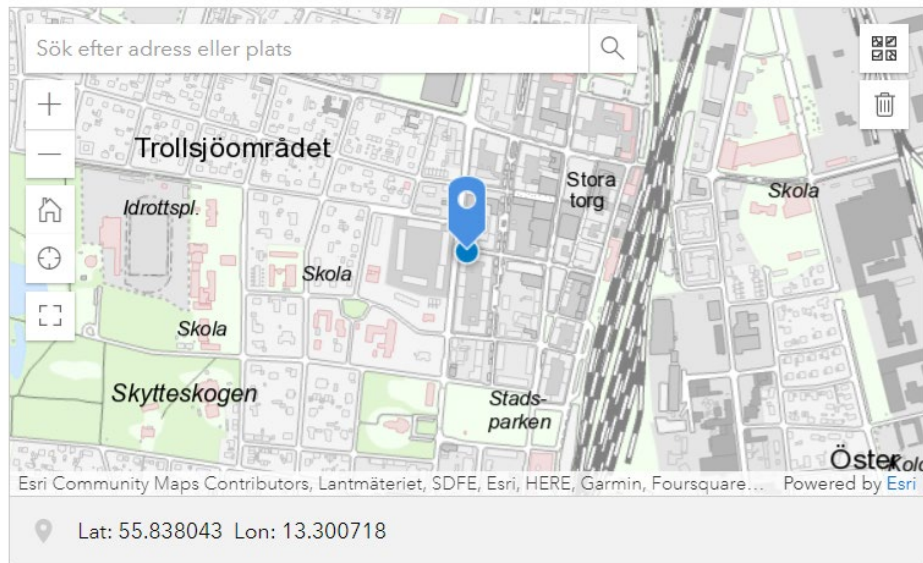 Sök efter adress eller plats
Trollsjöområdet
Stora
torg
Skola
Idrottspl.
Skola
Skola
Skytteskogen
Stads-
parken
Öster
Esri Community Maps Contributors, Lantmäteriet, SDFE, Esri, HERE, Garmin, Foursquare... Powered by Esri
Lat: 55.838043 Lon: 13.300718